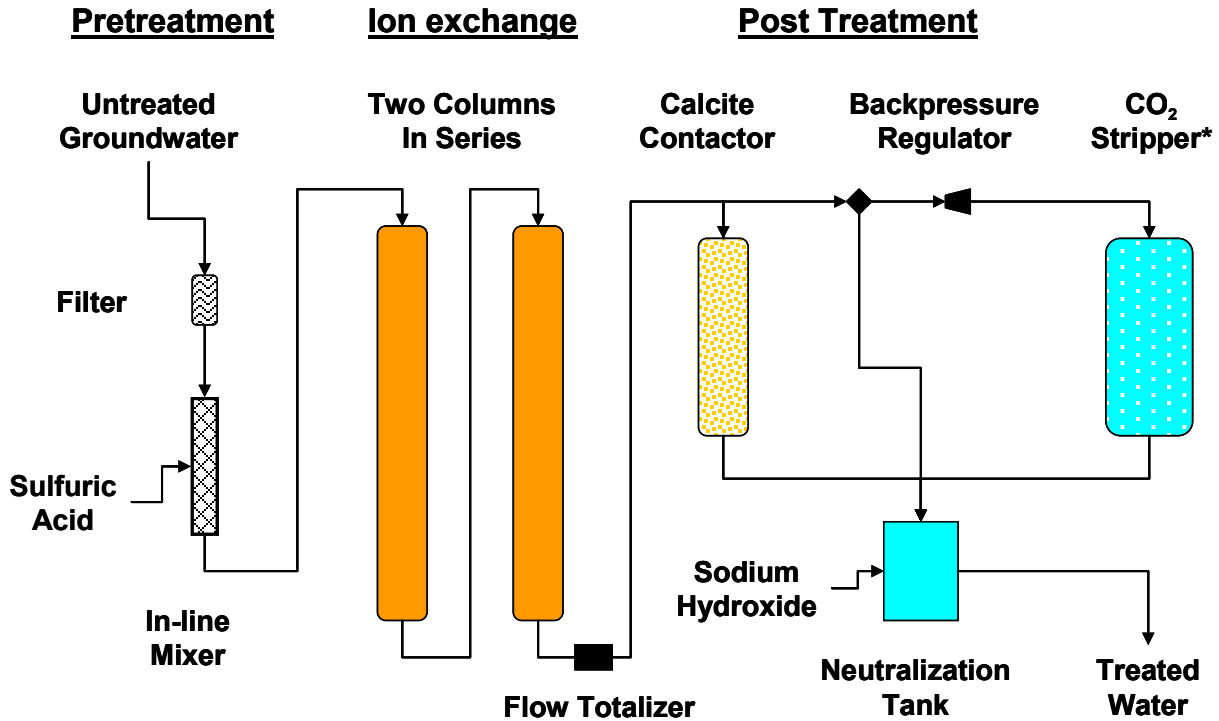 Pretreatment
Ion exchange
Post Treatment
Untreated
Groundwater
Two Columns
In Series
Calcite
Contactor
Backpressure
Regulator
CO₂
Stripper*
Filter
Sulfuric
Acid
In-line
Mixer
Flow Totalizer
Sodium
Hydroxide
Neutralization
Tank
Treated
Water